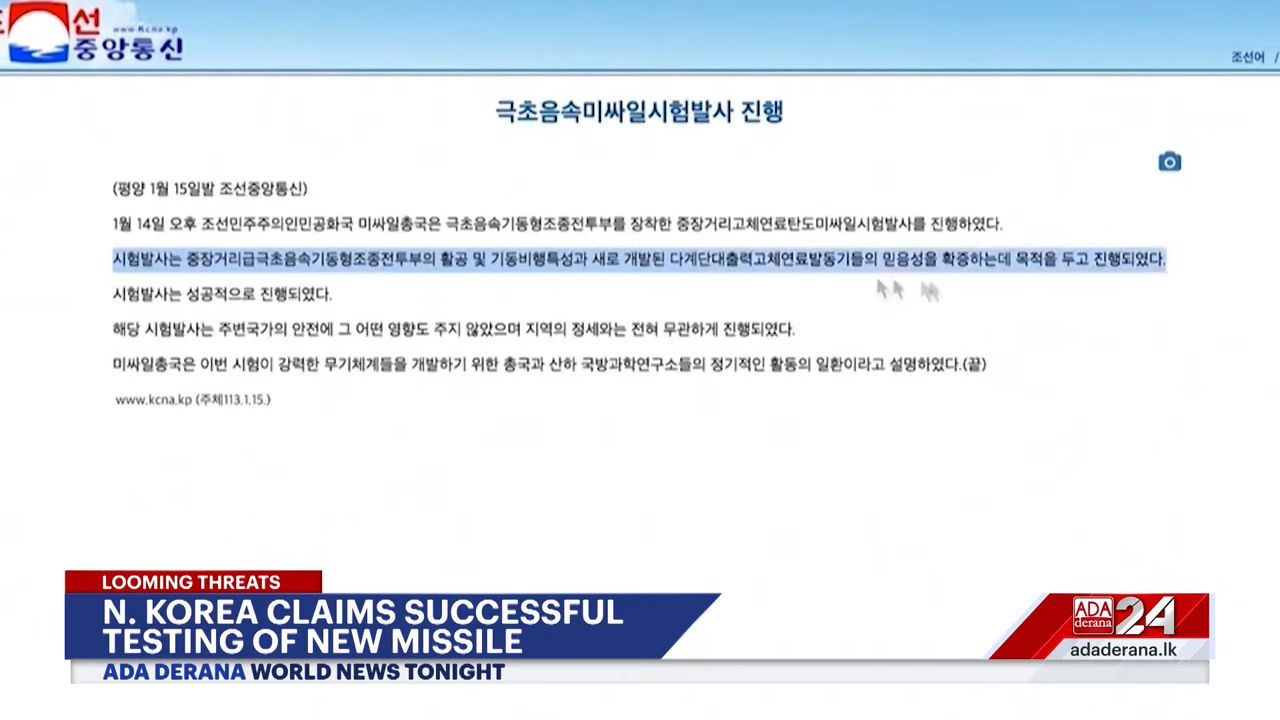 조선
www.Kcna.kp
중앙통신
조선어 /
극초음속미싸일시험발사 진행
(평양 1월 15일발 조선중앙통신)
1월 14일 오후 조선민주주의인민공화국 미싸일총국은 극초음속기동형조종전투부를 장착한 중장거리고체연료탄도미싸일시험발사를 진행하였다.
시험발사는 중장거리급극초음속기동형조종전투부의 활공 및 기동비행특성과 새로 개발된 다계단대출력고체연료발동기들의 믿음성을 확증하는데 목적을 두고 진행되였다.
시험발사는 성공적으로 진행되였다.
해당 시험발사는 주변국가의 안전에 그 어떤 영향도 주지 않았으며 지역의 정세와는 전혀 무관하게 진행되였다.
미싸일총국은 이번 시험이 강력한 무기체계들을 개발하기 위한 총국과 산하 국방과학연구소들의 정기적인 활동의 일환이라고 설명하였다.(끝)
www.kcna.kp (주체113.1.15.)
LOOMING THREATS
N. KOREA CLAIMS SUCCESSFUL
TESTING OF NEW MISSILE
ADA DERANA WORLD NEWS TONIGHT
ADA
derana
24
adaderana.lk